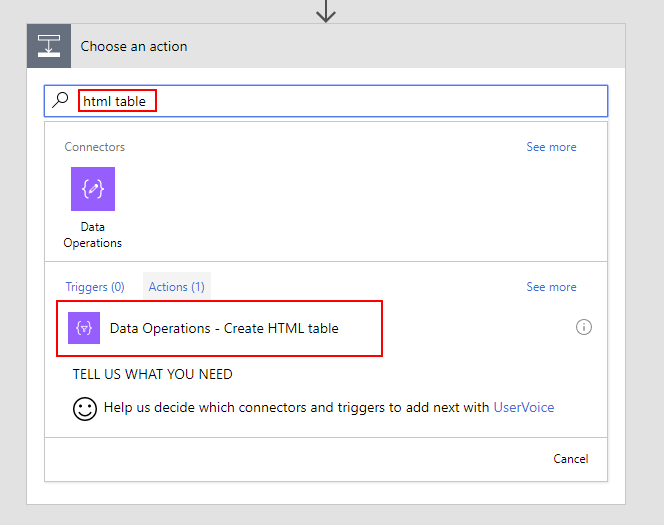 Choose an action
html table
Connectors
See more
Data
Operations
Triggers (0)
Actions (1)
See more
Data Operations - Create HTML table
TELL US WHAT YOU NEED
Help us decide which connectors and triggers to add next with UserVoice
Cancel